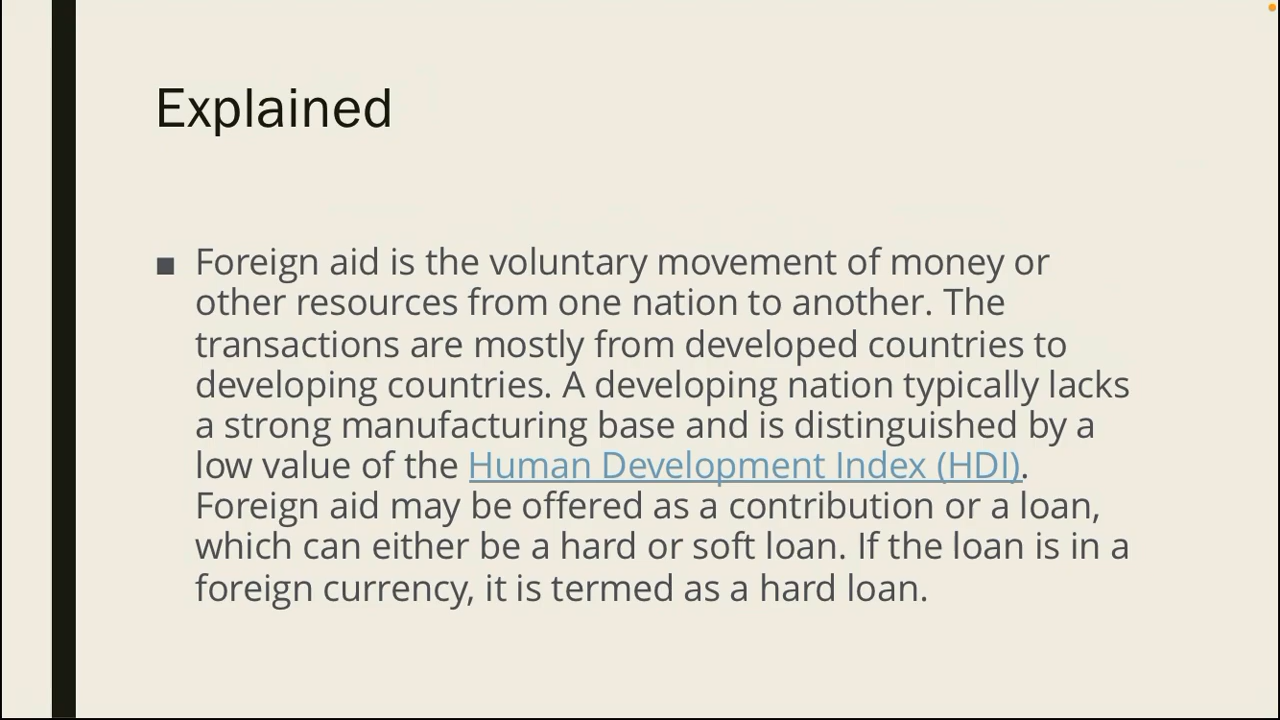 Explained
■ Foreign aid is the voluntary movement of money or
other resources from one nation to another. The
transactions are mostly from developed countries to
developing countries. A developing nation typically lacks
a strong manufacturing base and is distinguished by a
low value of the Human Development Index (HDI).
Foreign aid may be offered as a contribution or a loan,
which can either be a hard or soft loan. If the loan is in a
foreign currency, it is termed as a hard loan.